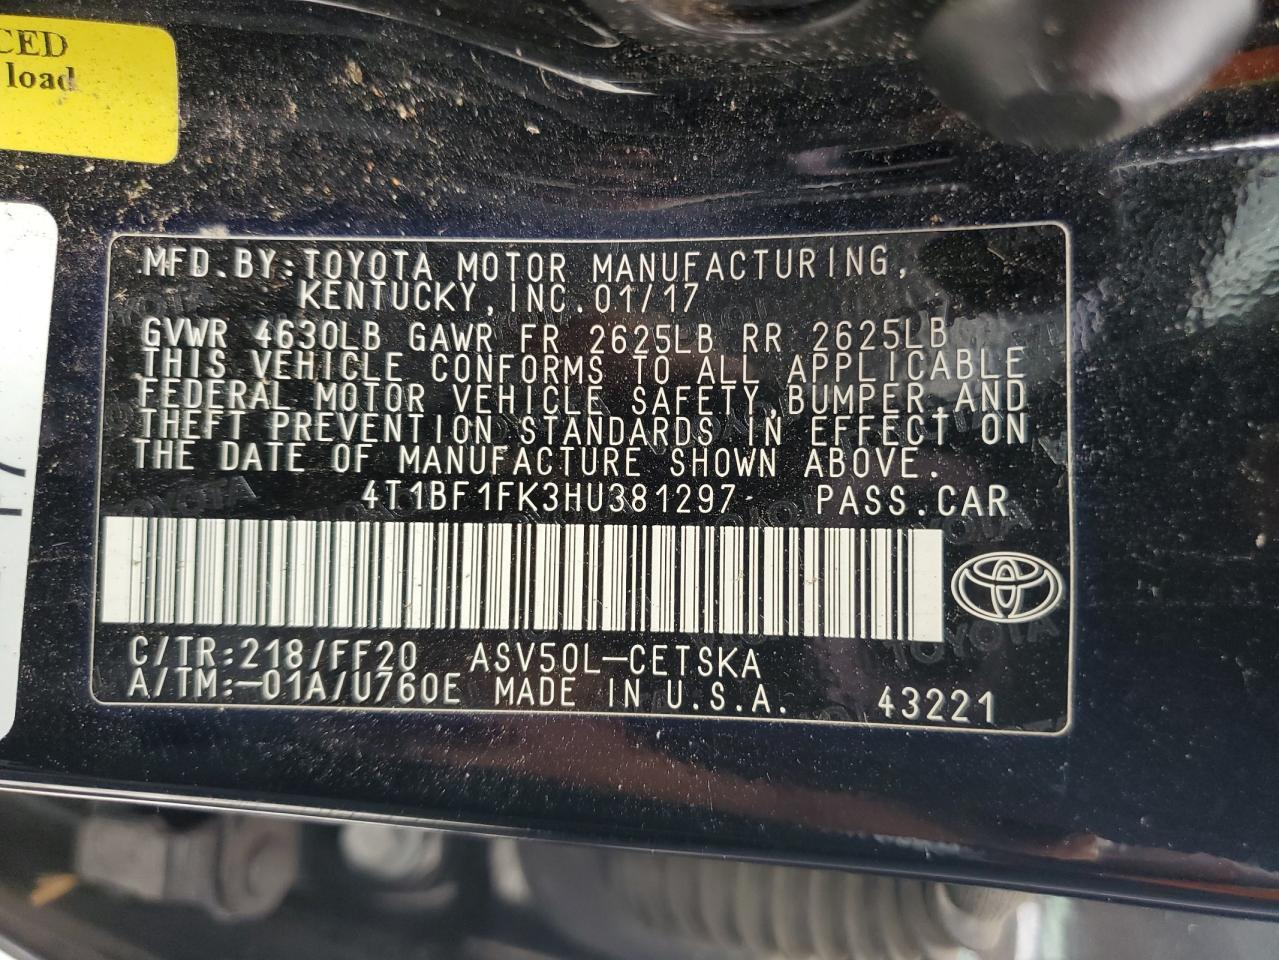 CED
load
MFD.BY:TOYOTA MOTOR MANUFACTURING,
KENTUCKY,INC.01/17
GVWR 4630LB GAWR FR 2625LB RR 2625LB
THIS VEHICLE CONFORMS TO ALL APPLICABLE
FEDERAL MOTOR VEHICLE SAFETY,BUMPER,AND
THEFT PREVENTION STANDARDS IN EFFECT ON
THE DATE OF MANUFACTURE SHOWN ABOVE.
4T1BF1FK3HU381297 PASS.CAR
C/TR:218/FF20 ASV50L-CETSKA
A/TM:-01A/U760E MADE IN U.S.A. 43221